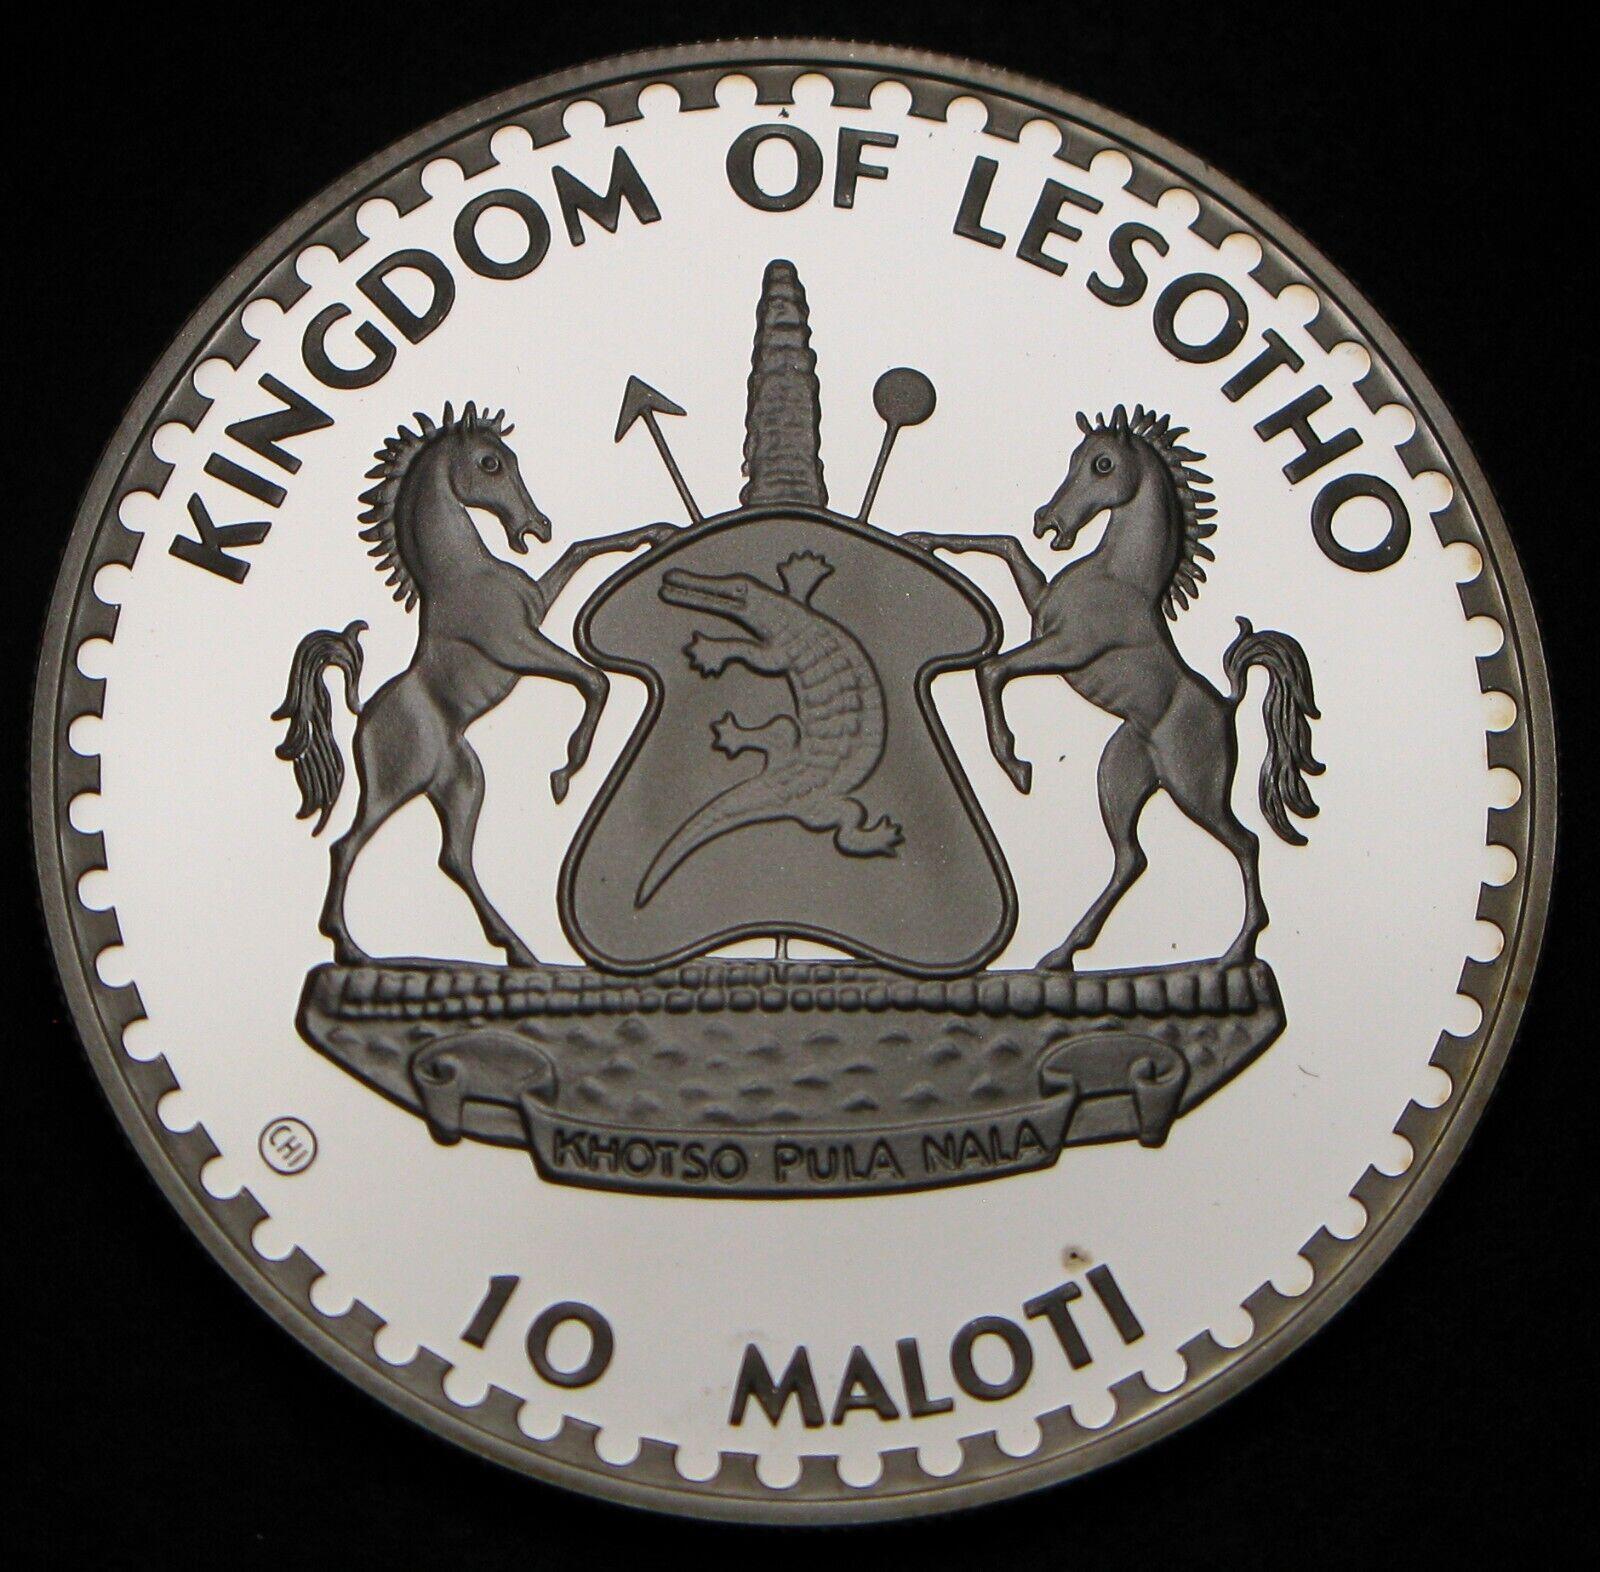 KINGDOM OF LESOTHO
KHOTSO PULA NALA
CHI
10 MALOTI